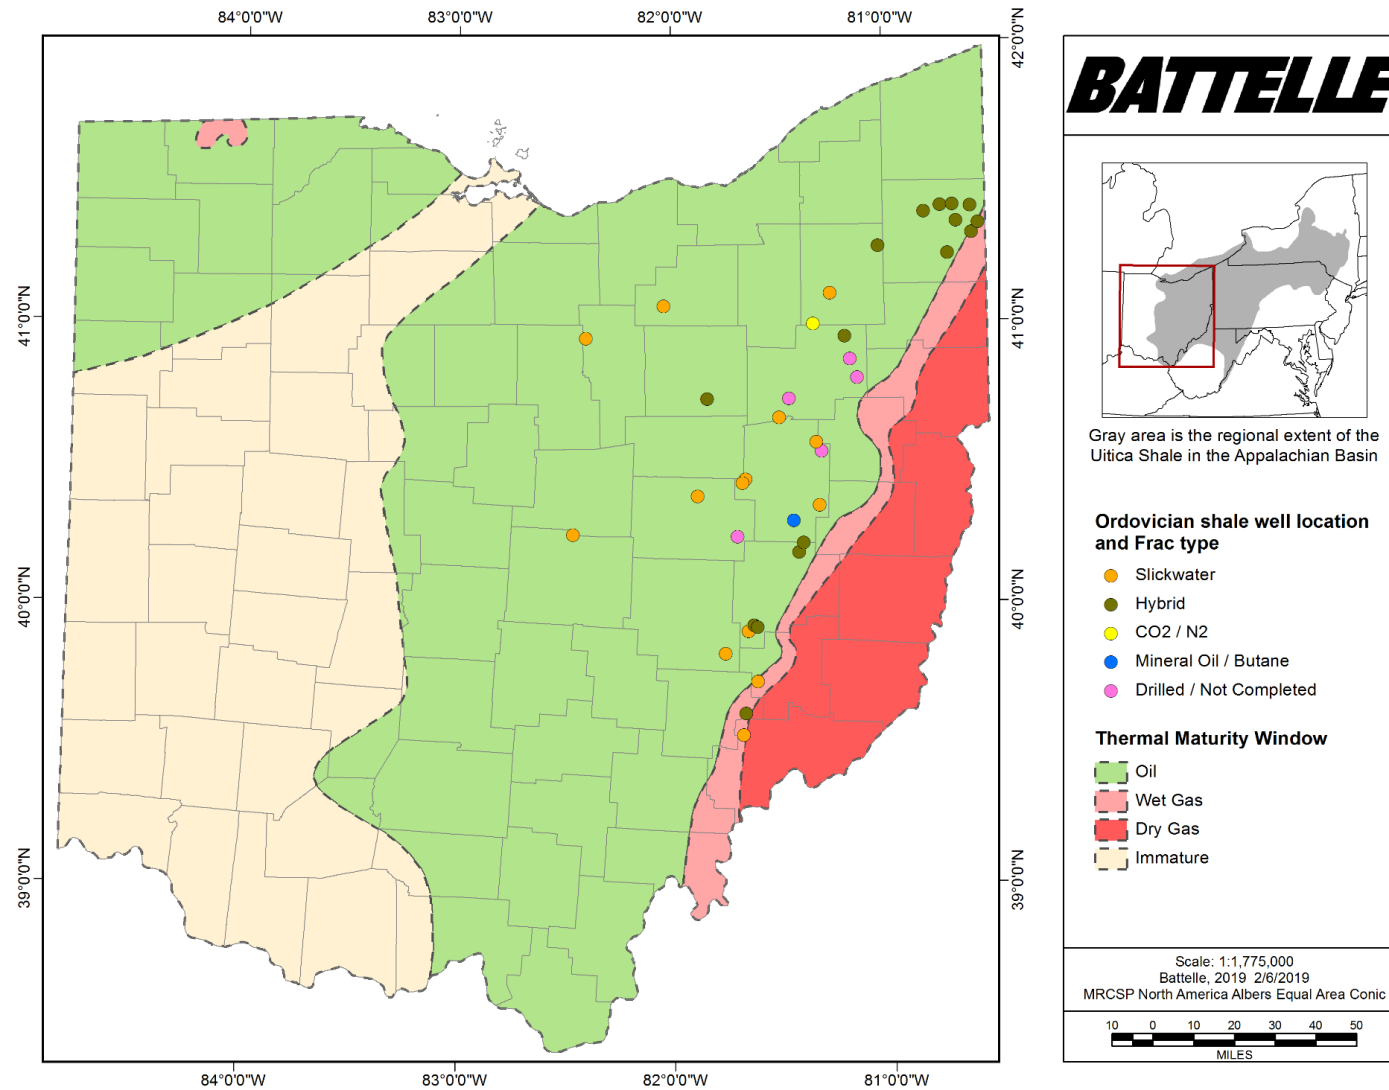 84°0'0"W 83°0'0"W 82°0'0"W 81°0'0"W
42°0'0"N
41°0'0"N
41°0'0"N
40°0'0"N
40°0'0"N
39°0'0"N
39°0'0"N
84°0'0"W 83°0'0"W 82°0'0"W 81°0'0"W
BATTELLE
Gray area is the regional extent of the
Uitica Shale in the Appalachian Basin
Ordovician shale well location
and Frac type
Slickwater
Hybrid
CO2 / N2
Mineral Oil / Butane
Drilled / Not Completed
Thermal Maturity Window
Oil
Wet Gas
Dry Gas
Immature
Scale: 1:1,775,000
Battelle, 2019 2/6/2019
MRCSP North America Albers Equal Area Conic
10 0 10 20 30 40 50
MILES